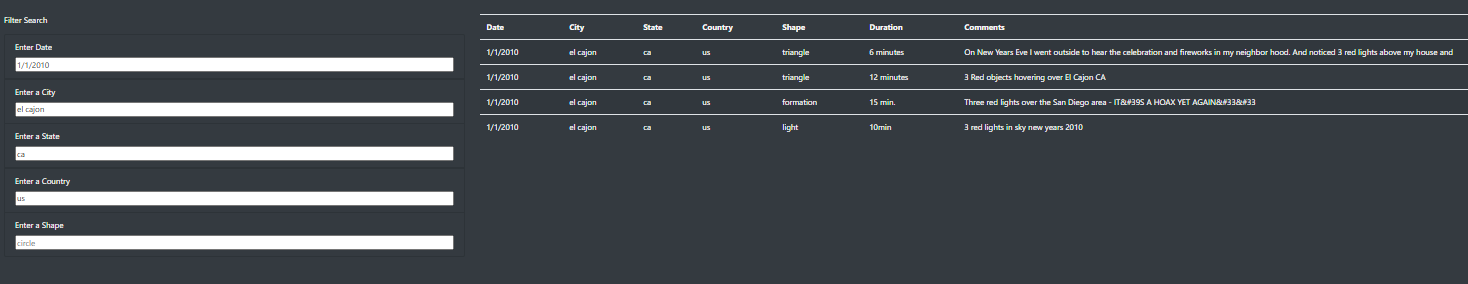 Filter Search
Enter Date
1/1/2010
Enter a City
el cajon
Enter a State
ca
Enter a Country
us
Enter a Shape
circle
Date City State Country Shape Duration Comments
1/1/2010 el cajon ca us triangle 6 minutes On New Years Eve I went outside to hear the celebration and fireworks in my neighbor hood. And noticed 3 red lights above my house and
1/1/2010 el cajon ca us triangle 12 minutes 3 Red objects hovering over El Cajon CA
1/1/2010 el cajon ca us formation 15 min. Three red lights over the San Diego area - IT&#39S A HOAX YET AGAIN&#33&#33
1/1/2010 el cajon ca us light 10min 3 red lights in sky new years 2010